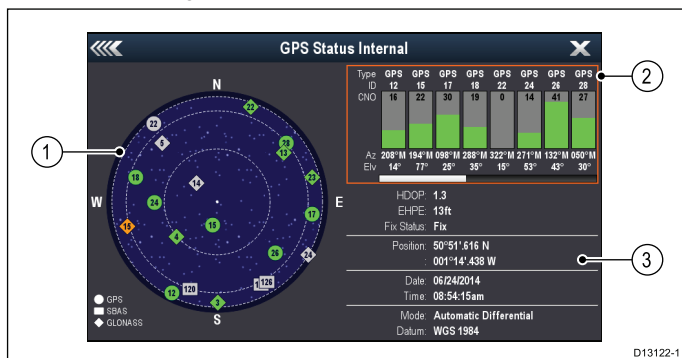 GPS Status Internal
N
W
E
S
22
22
5
28
13
18
14
23
24
17
15
15
4
26
24
12
120
126
3
GPS
SBAS
GLONASS
Type GPS GPS GPS GPS GPS GPS GPS GPS
ID 12 15 17 18 22 24 26 28
CNO 16 22 30 19 0 14 41 27
Az 208°M 194°M 098°M 288°M 322°M 271°M 132°M 050°M
Elv 14° 77° 25° 35° 15° 53° 43° 30°
HDOP: 1.3
EHPE: 13ft
Fix Status: Fix
Position: 50°51'.616 N
: 001°14'.438 W
Date: 06/24/2014
Time: 08:54:15am
Mode: Automatic Differential
Datum: WGS 1984
1
2
3
D13122-1